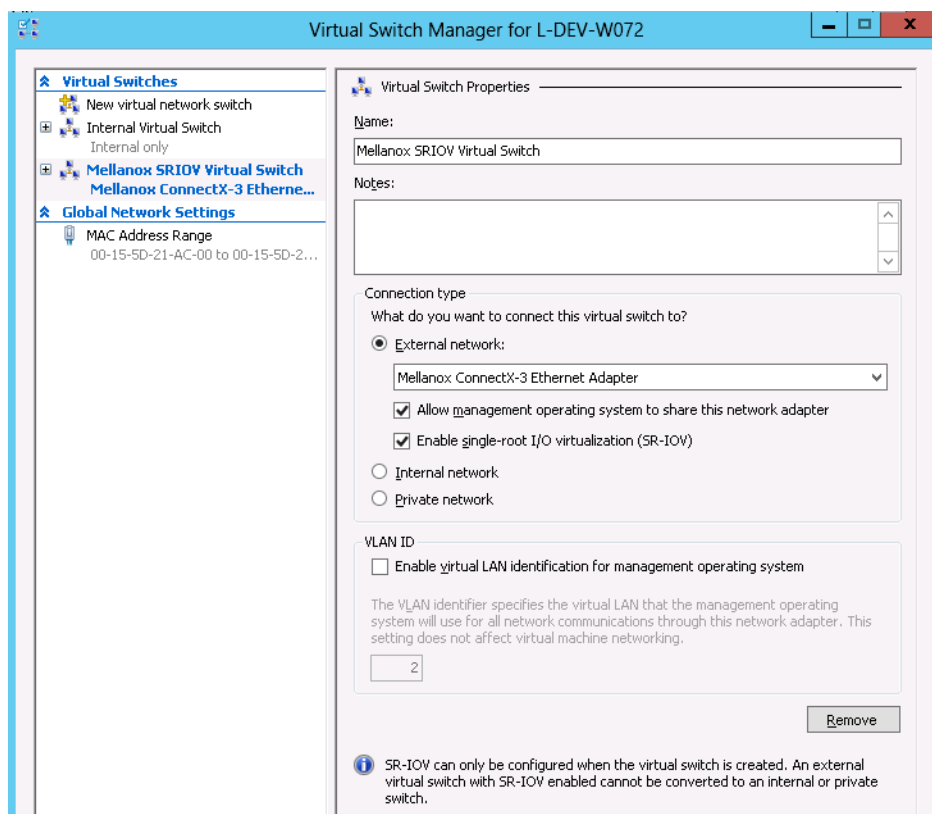 Virtual Switch Manager for L-DEV-W072
Virtual Switches
New virtual network switch
Internal Virtual Switch
Internal only
Mellanox SRIOV Virtual Switch
Mellanox ConnectX-3 Etherne...
Global Network Settings
MAC Address Range
00-15-5D-21-AC-00 to 00-15-5D-2...
Virtual Switch Properties
Name:
Mellanox SRIOV Virtual Switch
Notes:
Connection type
What do you want to connect this virtual switch to?
External network:
Mellanox ConnectX-3 Ethernet Adapter
Allow management operating system to share this network adapter
Enable single-root I/O virtualization (SR-IOV)
Internal network
Private network
VLAN ID
Enable virtual LAN identification for management operating system
The VLAN identifier specifies the virtual LAN that the management operating
system will use for all network communications through this network adapter. This
setting does not affect virtual machine networking.
2
Remove
SR-IOV can only be configured when the virtual switch is created. An external
virtual switch with SR-IOV enabled cannot be converted to an internal or private
switch.